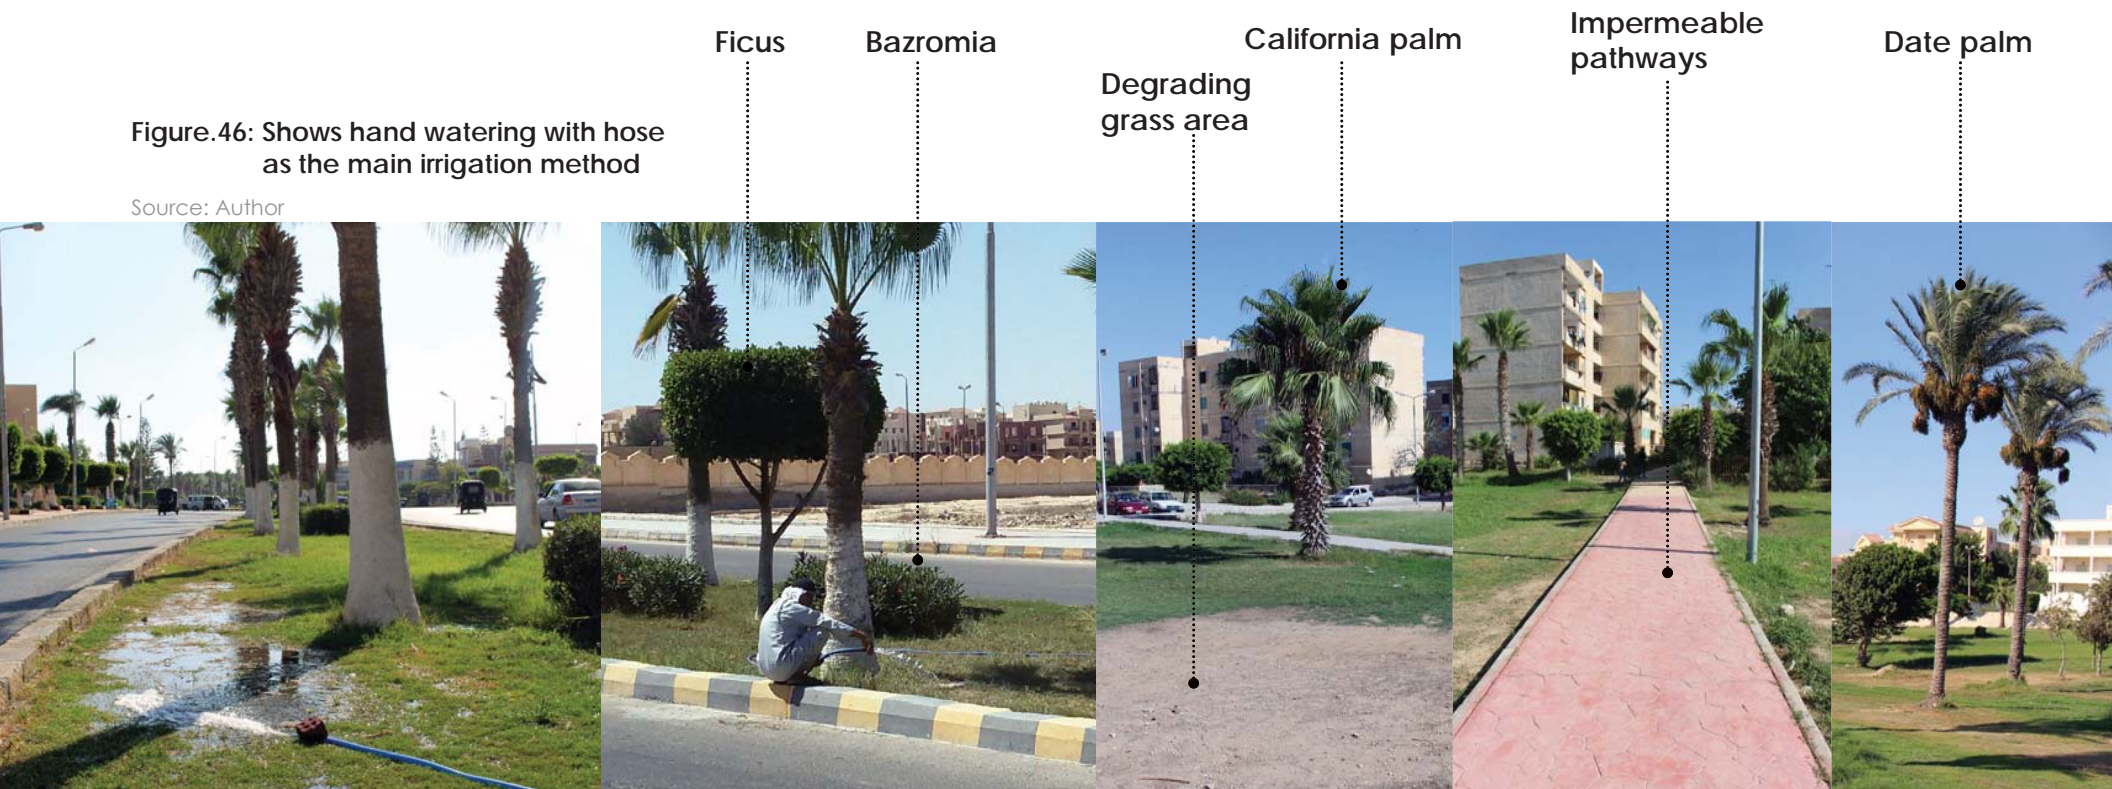 Ficus
Bazromia
California palm
Impermeable
pathways
Date palm
Degrading
grass area
Figure.46: Shows hand watering with hose
as the main irrigation method
Source: Author